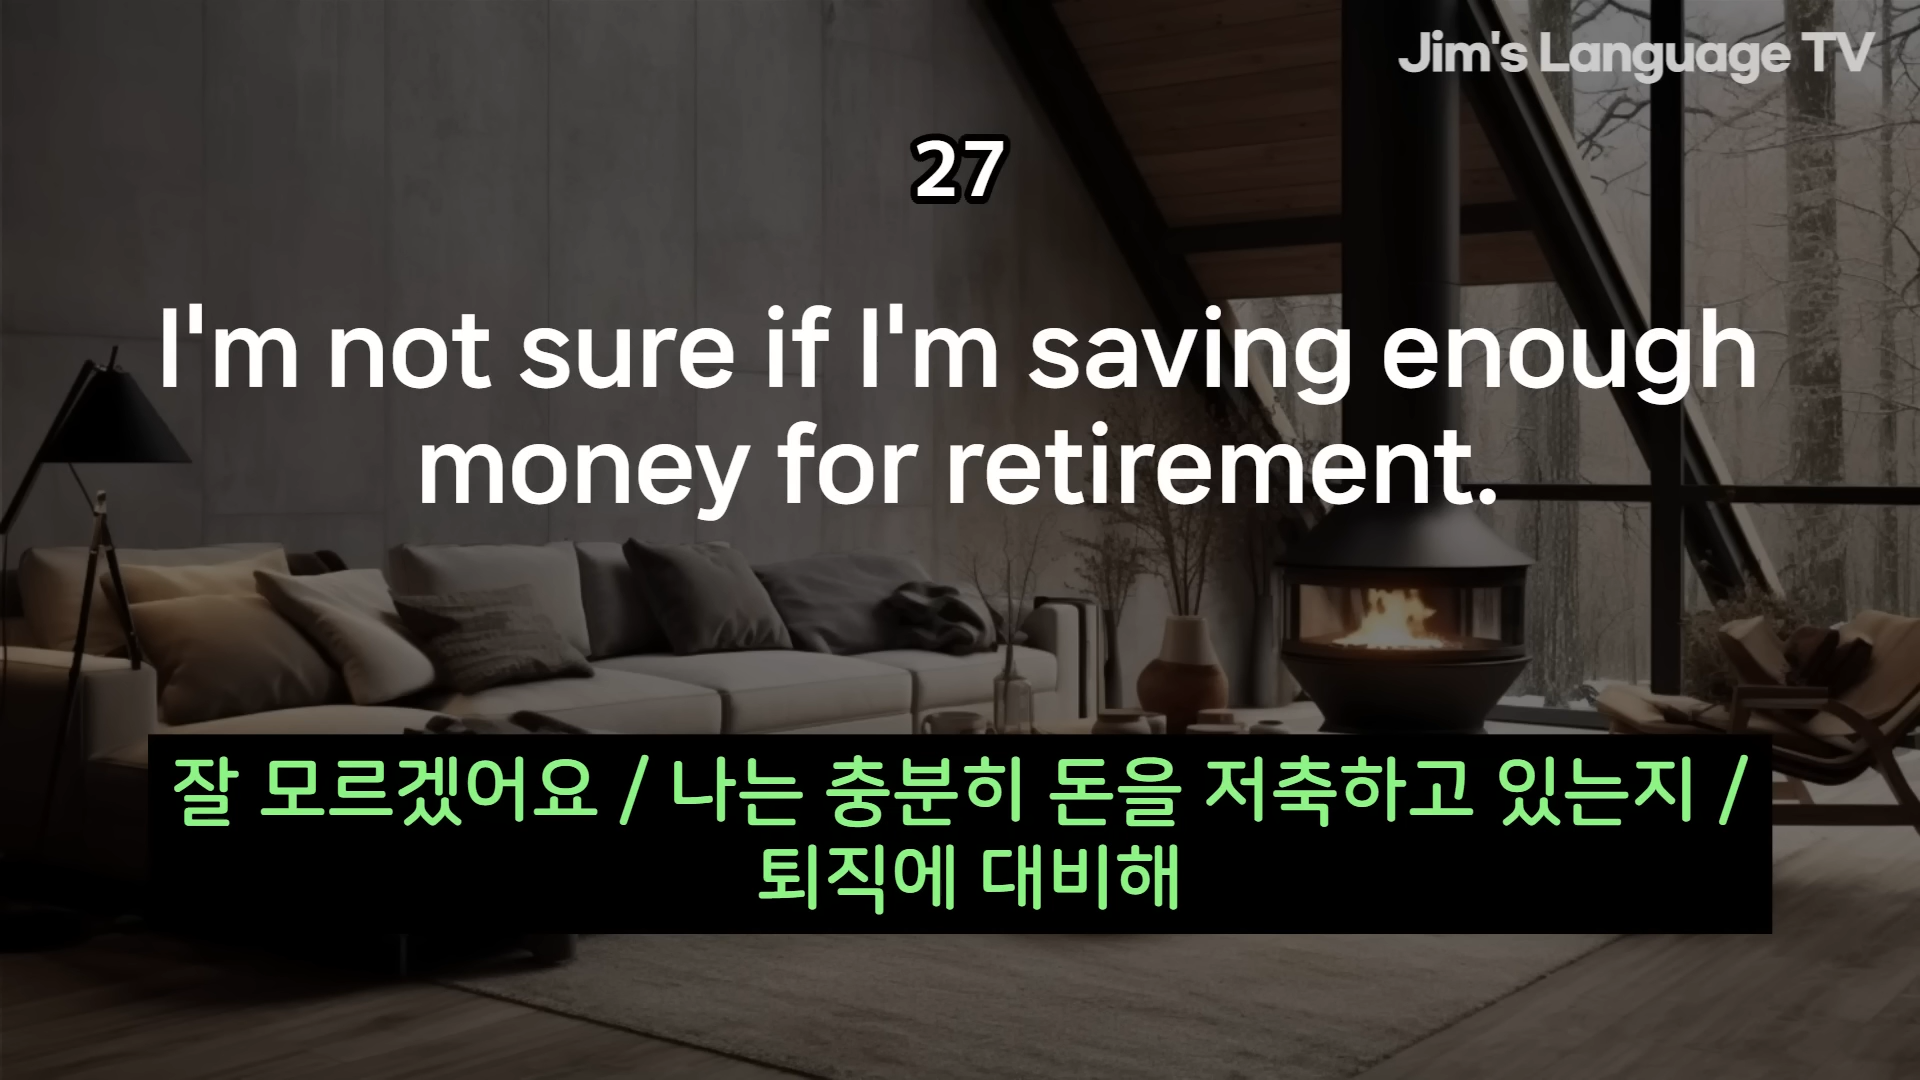 Jim's Language TV
27
I'm not sure if I'm saving enough
money for retirement.
잘 모르겠어요 / 나는 충분히 돈을 저축하고 있는지 /
퇴직에 대비해